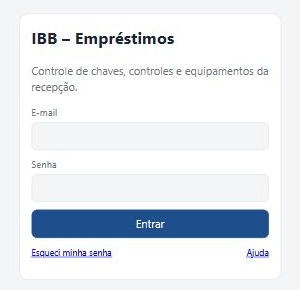 IBB – Empréstimos
Controle de chaves, controles e equipamentos da
recepção.
E-mail
Senha
Entrar
Esqueci minha senha
Ajuda